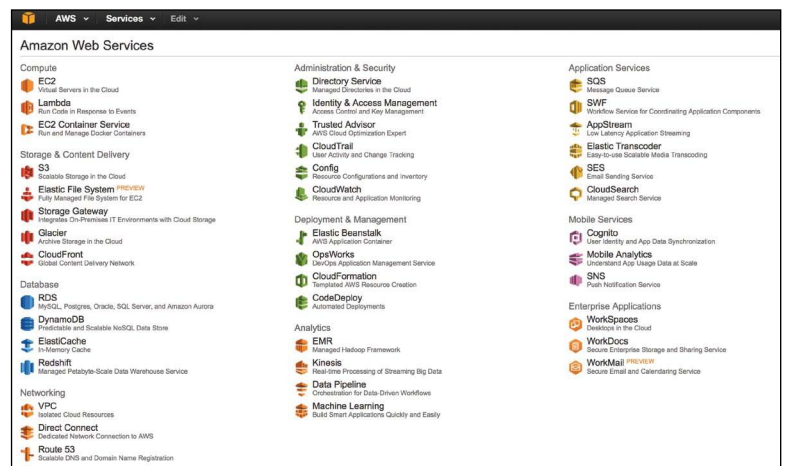 AWS Services Edit
Amazon Web Services
Compute
EC2
Virtual Servers in the Cloud
Lambda
Run Code in Response to Events
EC2 Container Service
Run and Manage Docker Containers
Storage & Content Delivery
S3
Scalable Storage in the Cloud
Elastic File System PREVIEW
Fully Managed File System for EC2
Storage Gateway
Integrates On-Premises IT Environments with Cloud Storage
Glacier
Archive Storage in the Cloud
CloudFront
Global Content Delivery Network
Database
RDS
MySQL, Postgres, Oracle, SQL Server, and Amazon Aurora
DynamoDB
Predictable and Scalable NoSQL Data Store
ElastiCache
In-Memory Cache
Redshift
Managed Petabyte-Scale Data Warehouse Service
Networking
VPC
Isolated Cloud Resources
Direct Connect
Dedicated Network Connection to AWS
Route 53
Scalable DNS and Domain Name Registration
Administration & Security
Directory Service
Managed Directories in the Cloud
Identity & Access Management
Access Control and Key Management
Trusted Advisor
AWS Cloud Optimization Expert
CloudTrail
User Activity and Change Tracking
Config
Resource Configurations and Inventory
CloudWatch
Resource and Application Monitoring
Deployment & Management
Elastic Beanstalk
AWS Application Container
OpsWorks
DevOps Application Management Service
CloudFormation
Templated AWS Resource Creation
CodeDeploy
Automated Deployments
Analytics
EMR
Managed Hadoop Framework
Kinesis
Real-time Processing of Streaming Big Data
Data Pipeline
Orchestration for Data-Driven Workflows
Machine Learning
Build Smart Applications Quickly and Easily
Application Services
SQS
Message Queue Service
SWF
Workflow Service for Coordinating Application Components
AppStream
Low Latency Application Streaming
Elastic Transcoder
Easy-to-use Scalable Media Transcoding
SES
Email Sending Service
CloudSearch
Managed Search Service
Mobile Services
Cognito
User Identity and App Data Synchronization
Mobile Analytics
Understand App Usage Data at Scale
SNS
Push Notification Service
Enterprise Applications
WorkSpaces
Desktops in the Cloud
WorkDocs
Secure Enterprise Storage and Sharing Service
WorkMail PREVIEW
Secure Email and Calendaring Service